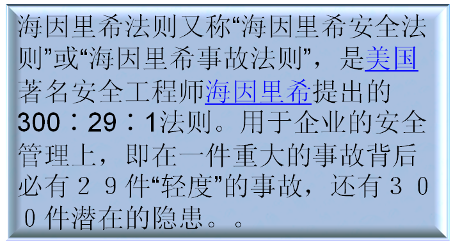 海因里希法则又称“海因里希安全法
则”或“海因里希事故法则”，是美国
著名安全工程师海因里希提出的
300∶29∶1法则。用于企业的安全
管理上，即在一件重大的事故背后
必有２９件“轻度”的事故，还有３０
０件潜在的隐患。。